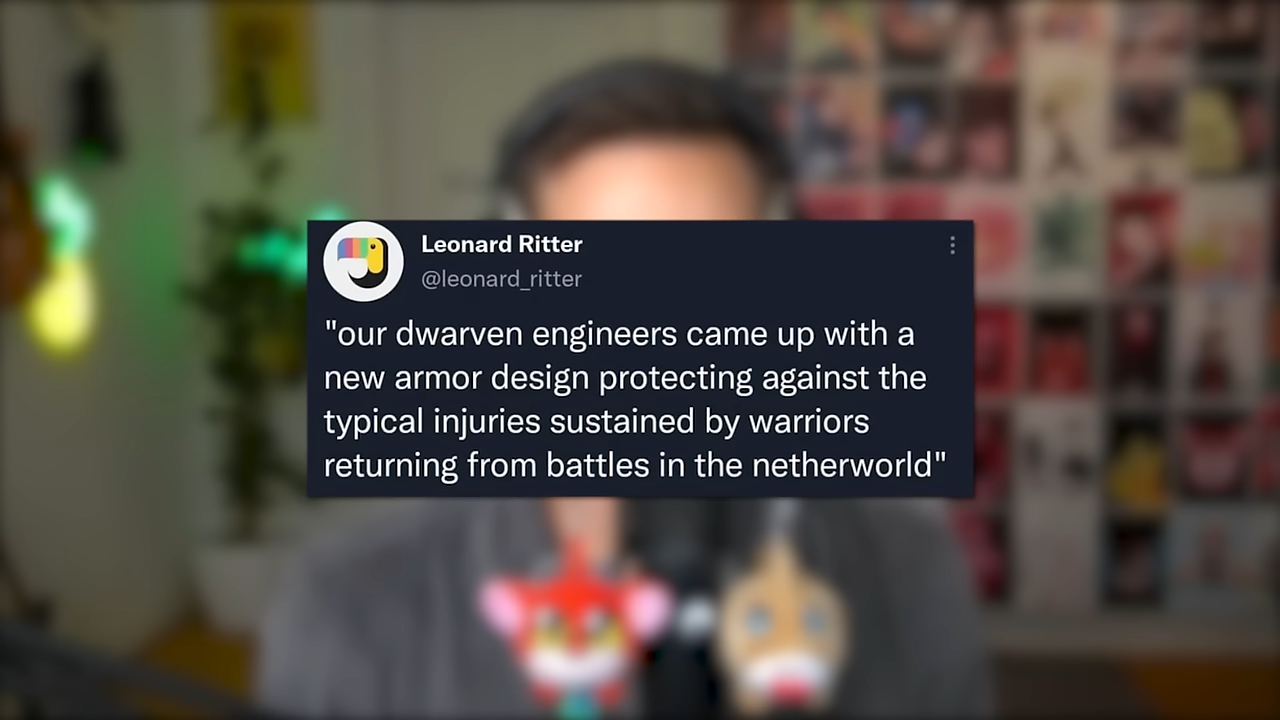 Leonard Ritter
@leonard_ritter
"our dwarven engineers came up with a
new armor design protecting against the
typical injuries sustained by warriors
returning from battles in the netherworld"